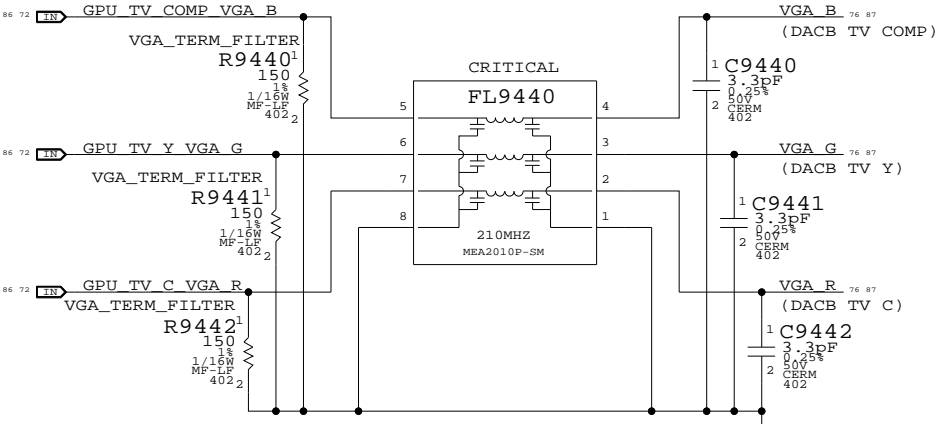 86 72 IN GPU_TV_COMP_VGA_B
VGA_TERM_FILTER
R9440 1
150
1%
1/16W
MF-LF
402 2
CRITICAL
FL9440
5 4
6 3
7 2
8 1
210MHZ
MEA2010P-SM
VGA_B 76 87
(DACB TV COMP)
1 C9440
3.3pF
0.25%
2 50V
CERM
402
86 72 IN GPU_TV_Y_VGA_G
VGA_TERM_FILTER
R9441 1
150
1%
1/16W
MF-LF
402 2
VGA_G 76 87
(DACB TV Y)
1 C9441
3.3pF
0.25%
2 50V
CERM
402
86 72 IN GPU_TV_C_VGA_R
VGA_TERM_FILTER
R9442 1
150
1%
1/16W
MF-LF
402 2
VGA_R 76 87
(DACB TV C)
1 C9442
3.3pF
0.25%
2 50V
CERM
402